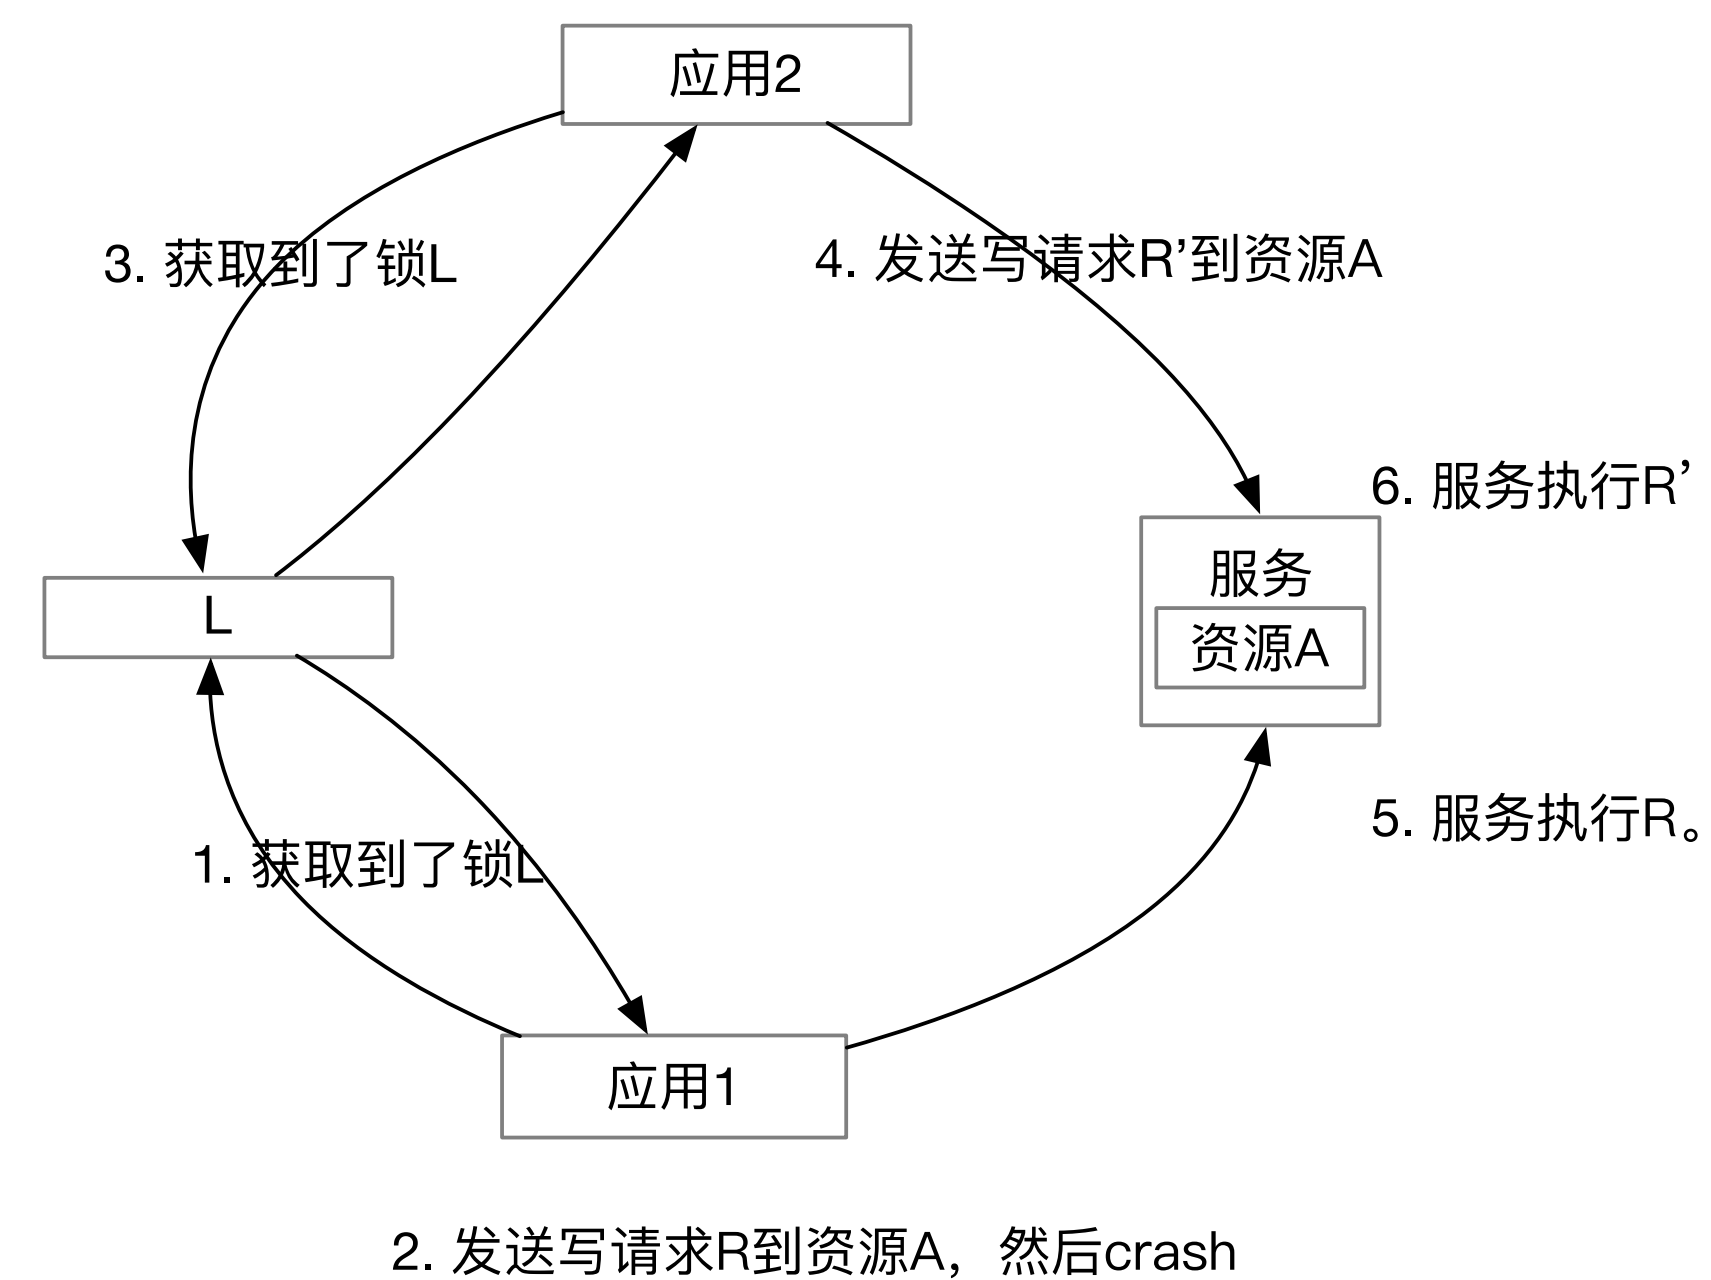 应用2
3. 获取到了锁L
4. 发送写请求R’到资源A
6. 服务执行R’
服务
资源A
L
5. 服务执行R。
1. 获取到了锁L
应用1
2. 发送写请求R到资源A，然后crash